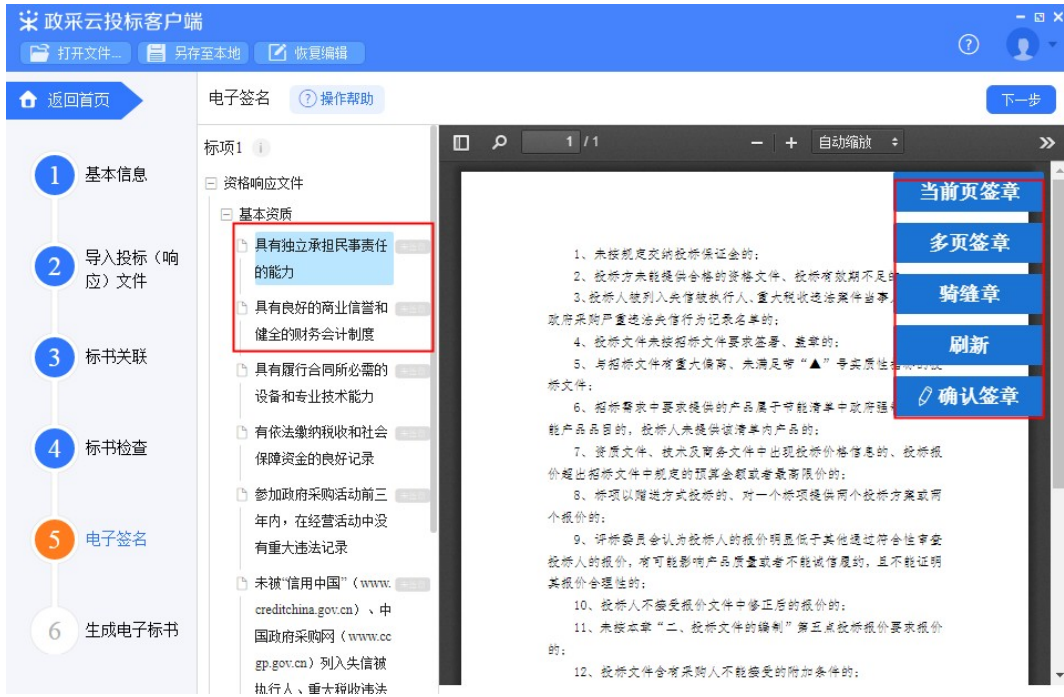 政采云投标客户端
打开文件...
另存至本地
恢复编辑
返回首页
电子签名
操作帮助
下一步
1
基本信息
2
导入投标（响
应）文件
3
标书关联
4
标书检查
5
电子签名
6
生成电子标书
标项1
资格响应文件
基本资质
具有独立承担民事责任
的能力
具有良好的商业信誉和
健全的财务会计制度
具有履行合同所必需的
设备和专业技术能力
有依法缴纳税收和社会
保障资金的良好记录
参加政府采购活动前三
年内，在经营活动中没
有重大违法记录
未被“信用中国”（www.
creditchina.gov.cn）、中
国政府采购网（www.cc
gp.gov.cn）列入失信被
执行人、重大税收违法
1 / 1
自动缩放
1、未按规定交纳投标保证金的；
2、投标方未能提供合格的资格文件、投标有效期不足的
3、投标人被列入失信被执行人、重大税收违法案件当事人
政府采购严重违法失信行为记录名单的；
4、投标文件未按招标文件要求签署、盖章的；
5、与招标文件有重大偏离、未满足带“▲”号实质性指标的投
标文件；
6、招标需求中要求提供的产品属于节能清单中政府强
能产品品目的，投标人未提供该清单内产品的；
7、资质文件、技术及商务文件中出现投标价格信息的、投标报
价超出招标文件中规定的预算金额或者最高限价的；
8、标项以赠送方式投标的、对一个标项提供两个投标方案或两
个报价的；
9、评标委员会认为投标人的报价明显低于其他通过符合性审查
投标人的报价，有可能影响产品质量或者不能诚信履约，且不能证明
其报价合理性的；
10、投标人不接受报价文件中修正后的报价的；
11、未按本章“二、投标文件的编制”第五点投标报价要求报价
的；
12、投标文件含有采购人不能接受的附加条件的；
当前页签章
多页签章
骑缝章
刷新
确认签章